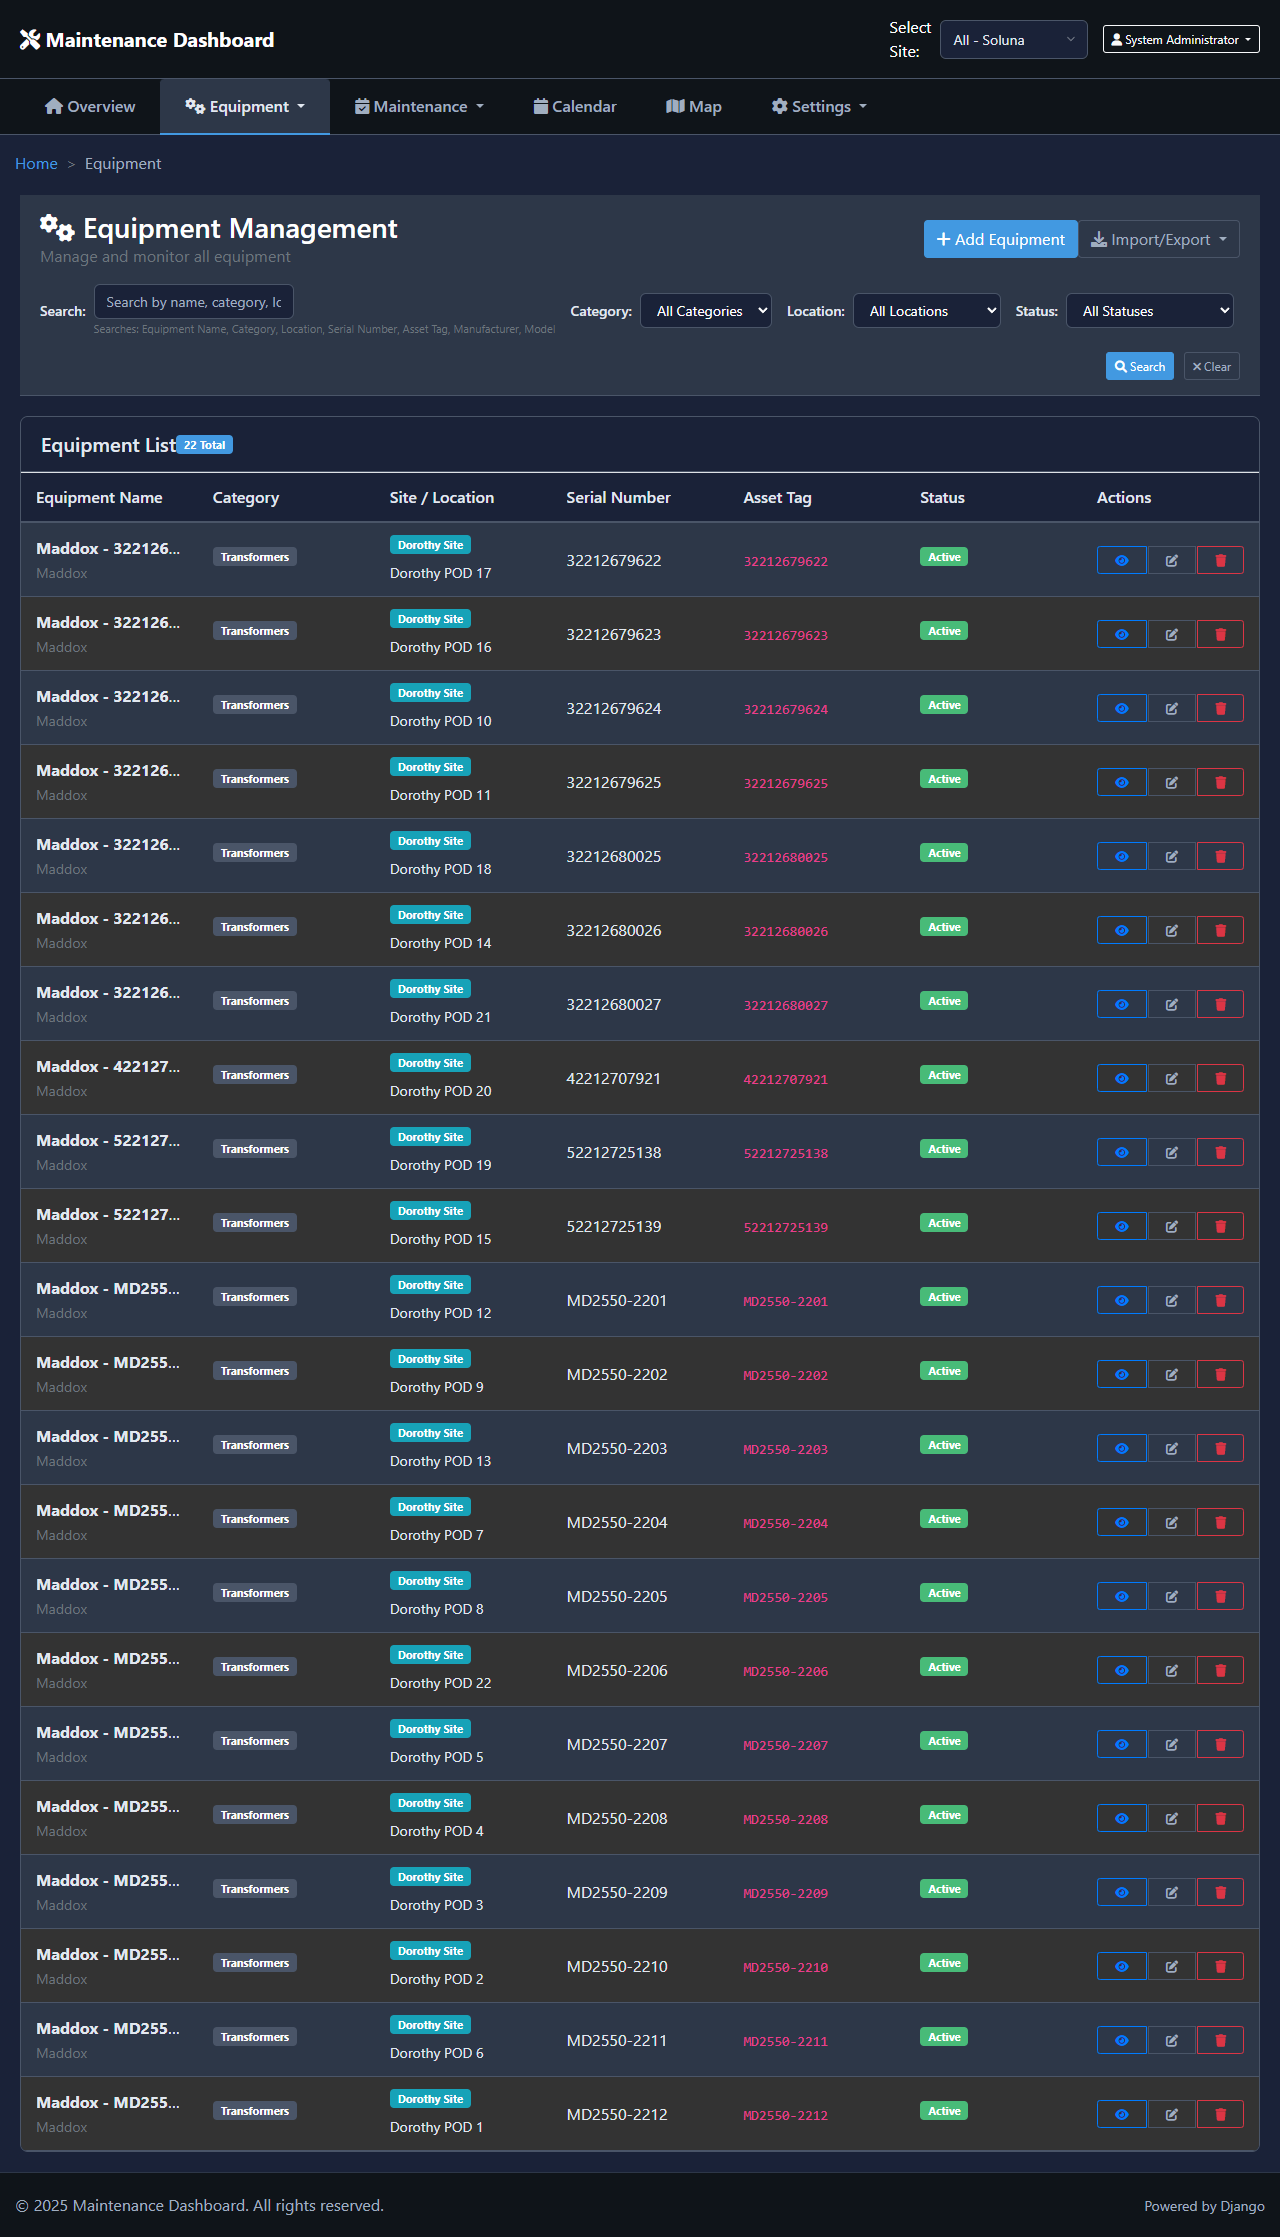 Maintenance Dashboard
Select Site:
All - Soluna
System Administrator
Overview
Equipment
Maintenance
Calendar
Map
Settings
Home > Equipment
Equipment Management
Manage and monitor all equipment
+ Add Equipment
Import/Export
Search:
Search by name, category, lc
Searches: Equipment Name, Category, Location, Serial Number, Asset Tag, Manufacturer, Model
Category: All Categories
Location: All Locations
Status: All Statuses
Search
Clear
Equipment List 22 Total
Equipment Name Category Site / Location Serial Number Asset Tag Status Actions
Maddox - 322126... Transformers Dorothy Site 32212679622 32212679622 Active
Maddox Dorothy POD 17
Maddox - 322126... Transformers Dorothy Site 32212679623 32212679623 Active
Maddox Dorothy POD 16
Maddox - 322126... Transformers Dorothy Site 32212679624 32212679624 Active
Maddox Dorothy POD 10
Maddox - 322126... Transformers Dorothy Site 32212679625 32212679625 Active
Maddox Dorothy POD 11
Maddox - 322126... Transformers Dorothy Site 32212680025 32212680025 Active
Maddox Dorothy POD 18
Maddox - 322126... Transformers Dorothy Site 32212680026 32212680026 Active
Maddox Dorothy POD 14
Maddox - 322126... Transformers Dorothy Site 32212680027 32212680027 Active
Maddox Dorothy POD 21
Maddox - 422127... Transformers Dorothy Site 42212707921 42212707921 Active
Maddox Dorothy POD 20
Maddox - 522127... Transformers Dorothy Site 52212725138 52212725138 Active
Maddox Dorothy POD 19
Maddox - 522127... Transformers Dorothy Site 52212725139 52212725139 Active
Maddox Dorothy POD 15
Maddox - MD255... Transformers Dorothy Site MD2550-2201 MD2550-2201 Active
Maddox Dorothy POD 12
Maddox - MD255... Transformers Dorothy Site MD2550-2202 MD2550-2202 Active
Maddox Dorothy POD 9
Maddox - MD255... Transformers Dorothy Site MD2550-2203 MD2550-2203 Active
Maddox Dorothy POD 13
Maddox - MD255... Transformers Dorothy Site MD2550-2204 MD2550-2204 Active
Maddox Dorothy POD 7
Maddox - MD255... Transformers Dorothy Site MD2550-2205 MD2550-2205 Active
Maddox Dorothy POD 8
Maddox - MD255... Transformers Dorothy Site MD2550-2206 MD2550-2206 Active
Maddox Dorothy POD 22
Maddox - MD255... Transformers Dorothy Site MD2550-2207 MD2550-2207 Active
Maddox Dorothy POD 5
Maddox - MD255... Transformers Dorothy Site MD2550-2208 MD2550-2208 Active
Maddox Dorothy POD 4
Maddox - MD255... Transformers Dorothy Site MD2550-2209 MD2550-2209 Active
Maddox Dorothy POD 3
Maddox - MD255... Transformers Dorothy Site MD2550-2210 MD2550-2210 Active
Maddox Dorothy POD 2
Maddox - MD255... Transformers Dorothy Site MD2550-2211 MD2550-2211 Active
Maddox Dorothy POD 6
Maddox - MD255... Transformers Dorothy Site MD2550-2212 MD2550-2212 Active
Maddox Dorothy POD 1
© 2025 Maintenance Dashboard. All rights reserved.
Powered by Django